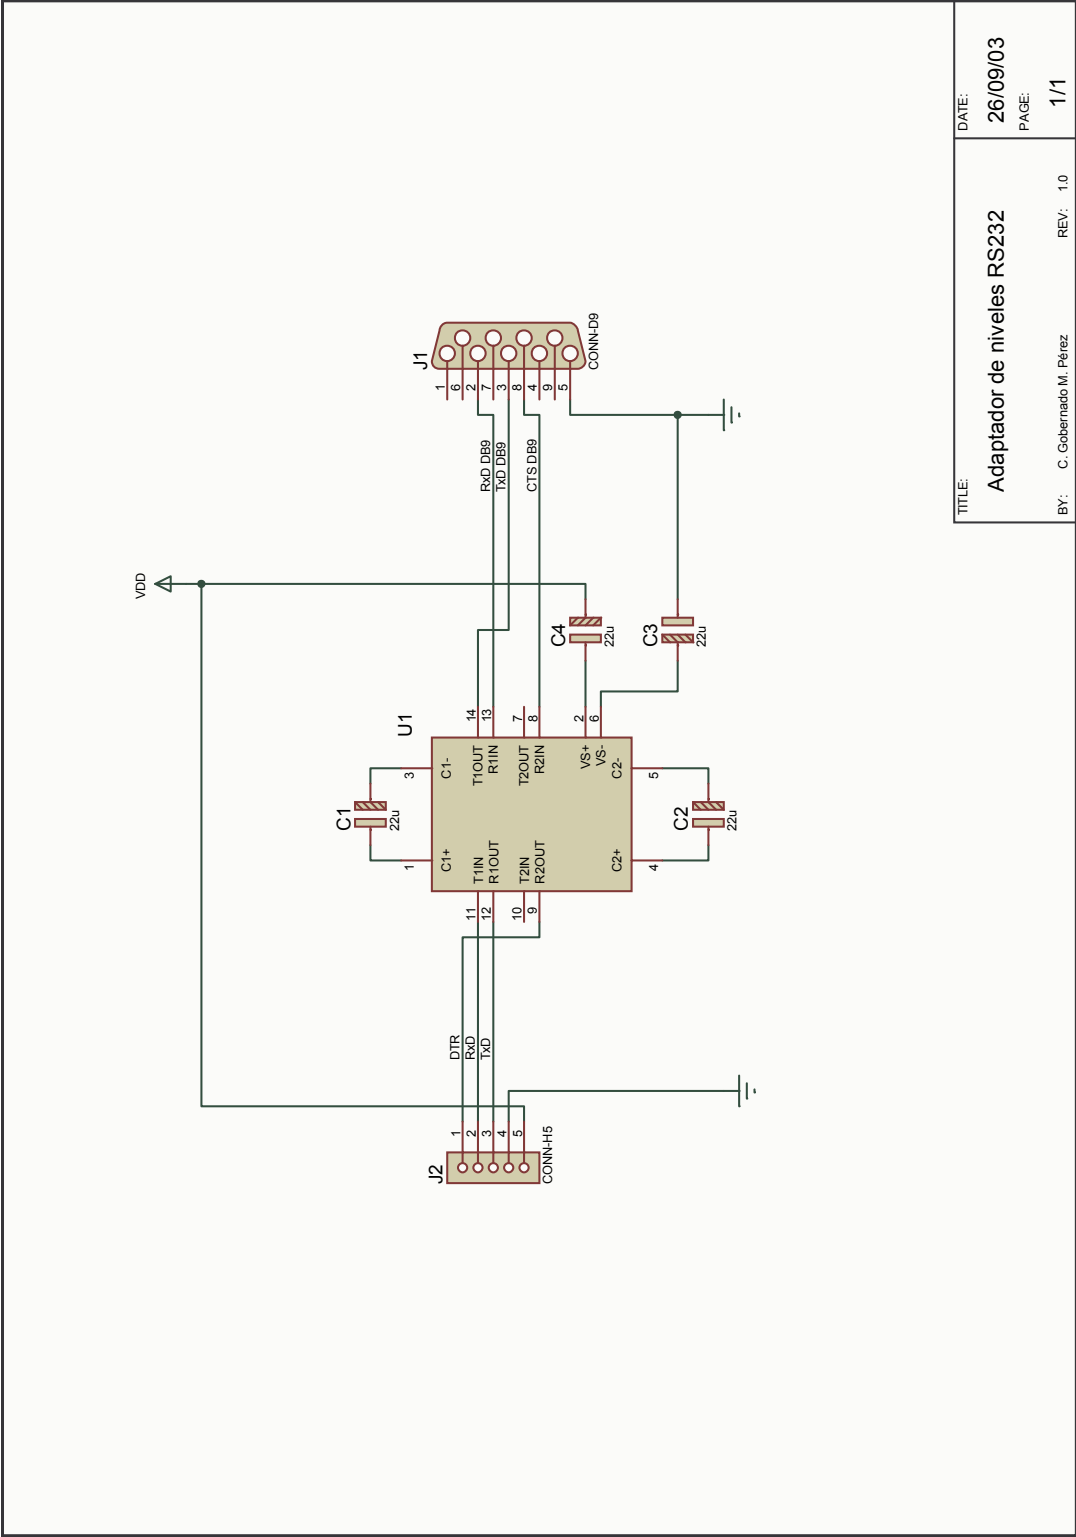 VDD
C1
22u
U1
J2
J1
1
3
C1+
C1-
1
2
3
4
5
CONN-H5
DTR
RxD
TxD
11
12
10
9
T1IN
R1OUT
T2IN
R2OUT
T1OUT
R1IN
T2OUT
R2IN
VS+
VS-
14
13
7
8
2
6
RxD DB9
TxD DB9
CTS DB9
1
6
2
7
3
8
4
9
5
CONN-D9
C4
22u
C3
22u
C2+
C2-
4
5
C2
22u
TITLE:
Adaptador de niveles RS232
BY: C. Gobernado M. Pérez
REV: 1.0
DATE:
26/09/03
PAGE:
1/1